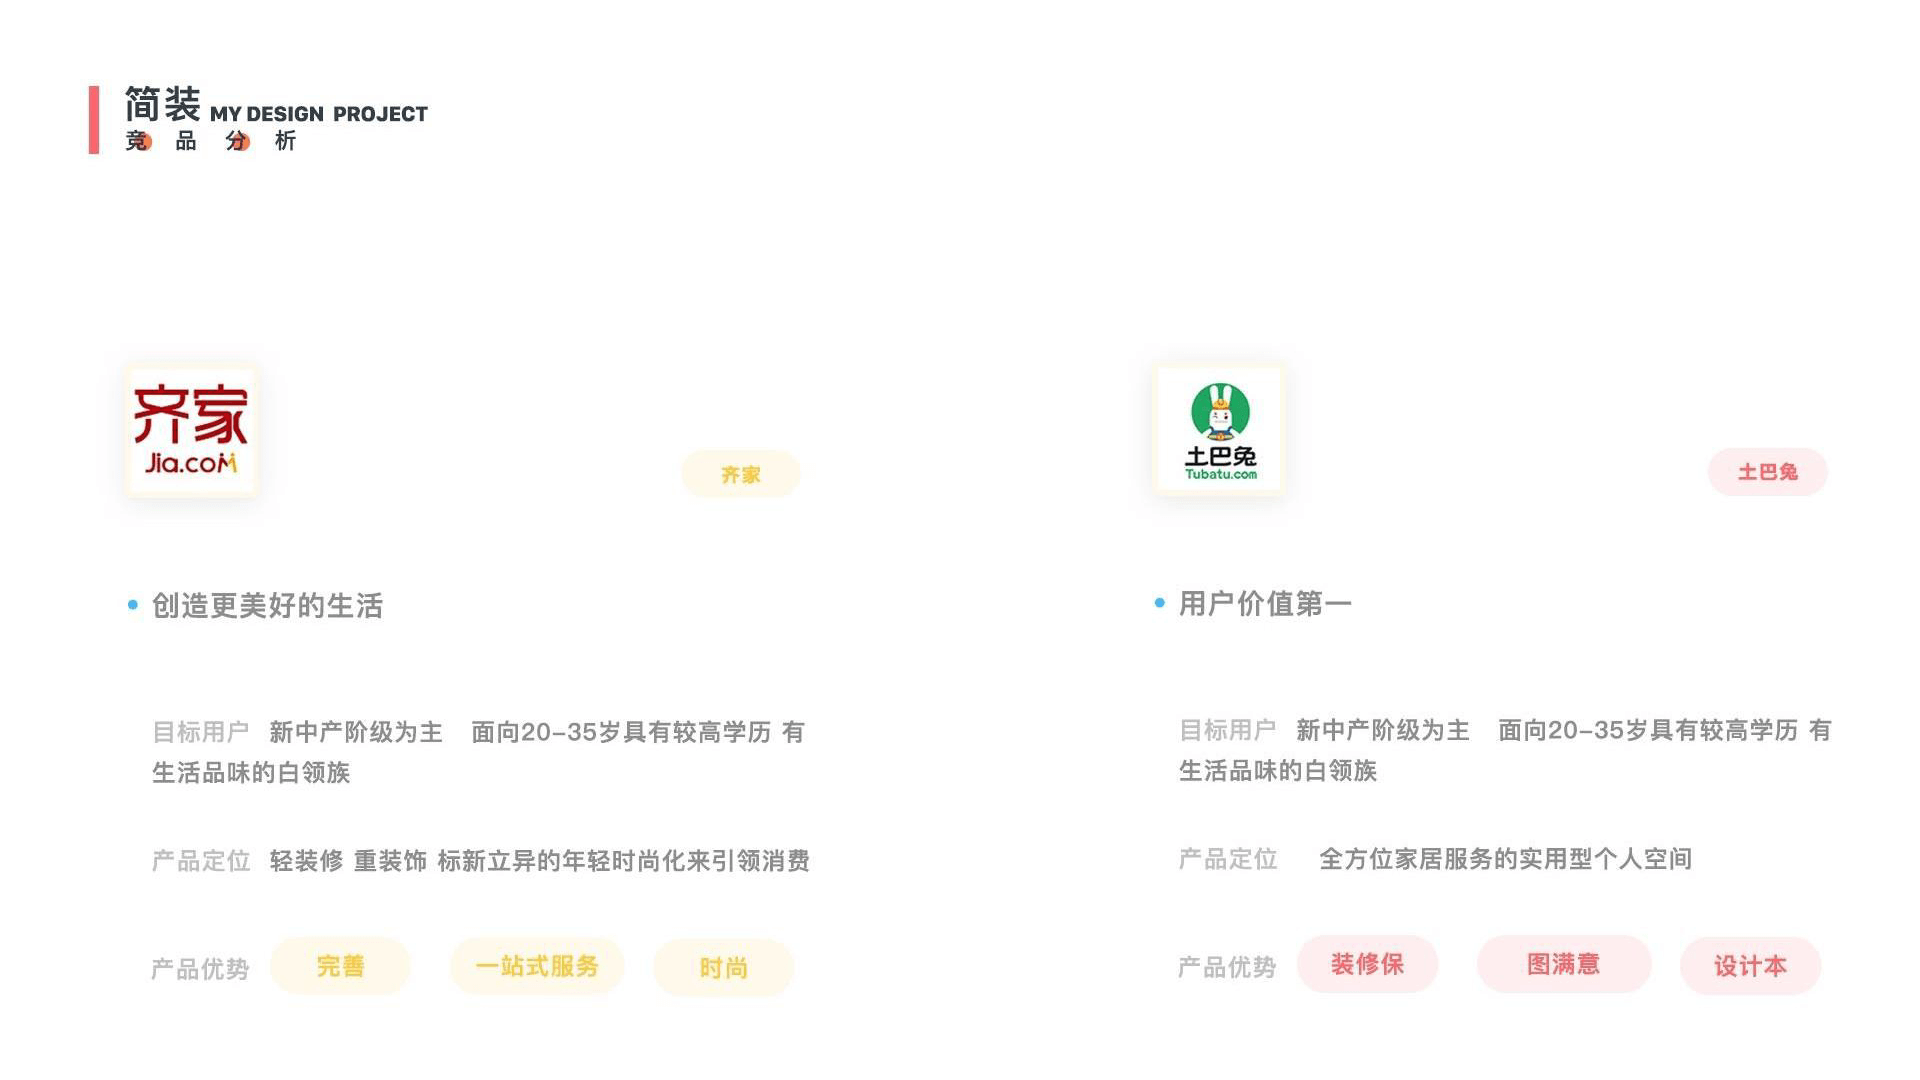 简装 MY DESIGN PROJECT
竞品分析
齐家
Jia.com
齐家
创造更美好的生活
目标用户 新中产阶级为主 面向20-35岁具有较高学历 有
生活品味的白领族
产品定位 轻装修 重装饰 标新立异的年轻时尚化来引领消费
产品优势 完善 一站式服务 时尚
土巴兔
Tubatu.com
土巴兔
用户价值第一
目标用户 新中产阶级为主 面向20-35岁具有较高学历 有
生活品味的白领族
产品定位 全方位家居服务的实用型个人空间
产品优势 装修保 图满意 设计本